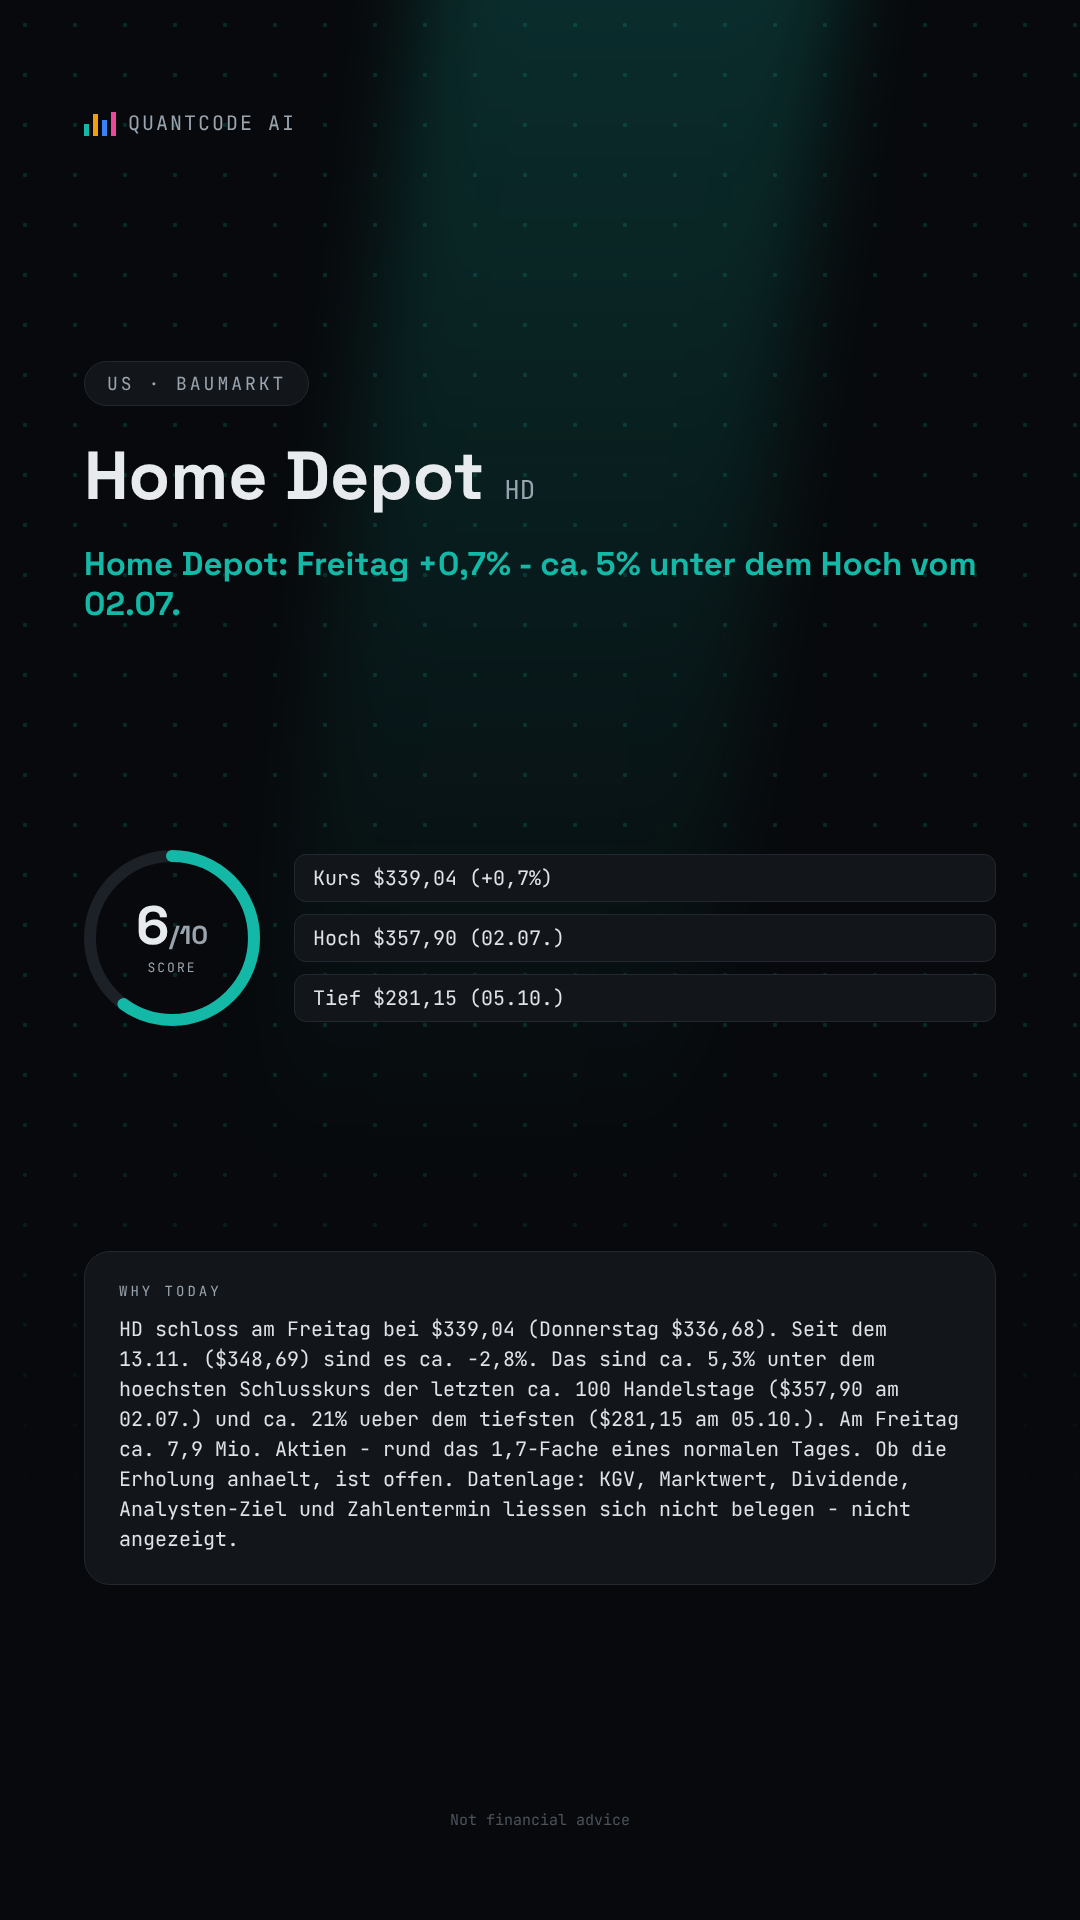 QUANTCODE AI
US · BAUMARKT
Home Depot HD
Home Depot: Freitag +0,7% - ca. 5% unter dem Hoch vom
02.07.
6/10
SCORE
Kurs $339,04 (+0,7%)
Hoch $357,90 (02.07.)
Tief $281,15 (05.10.)
WHY TODAY
HD schloss am Freitag bei $339,04 (Donnerstag $336,68). Seit dem
13.11. ($348,69) sind es ca. -2,8%. Das sind ca. 5,3% unter dem
hoechsten Schlusskurs der letzten ca. 100 Handelstage ($357,90 am
02.07.) und ca. 21% ueber dem tiefsten ($281,15 am 05.10.). Am Freitag
ca. 7,9 Mio. Aktien - rund das 1,7-Fache eines normalen Tages. Ob die
Erholung anhaelt, ist offen. Datenlage: KGV, Marktwert, Dividende,
Analysten-Ziel und Zahlentermin liessen sich nicht belegen - nicht
angezeigt.
Not financial advice